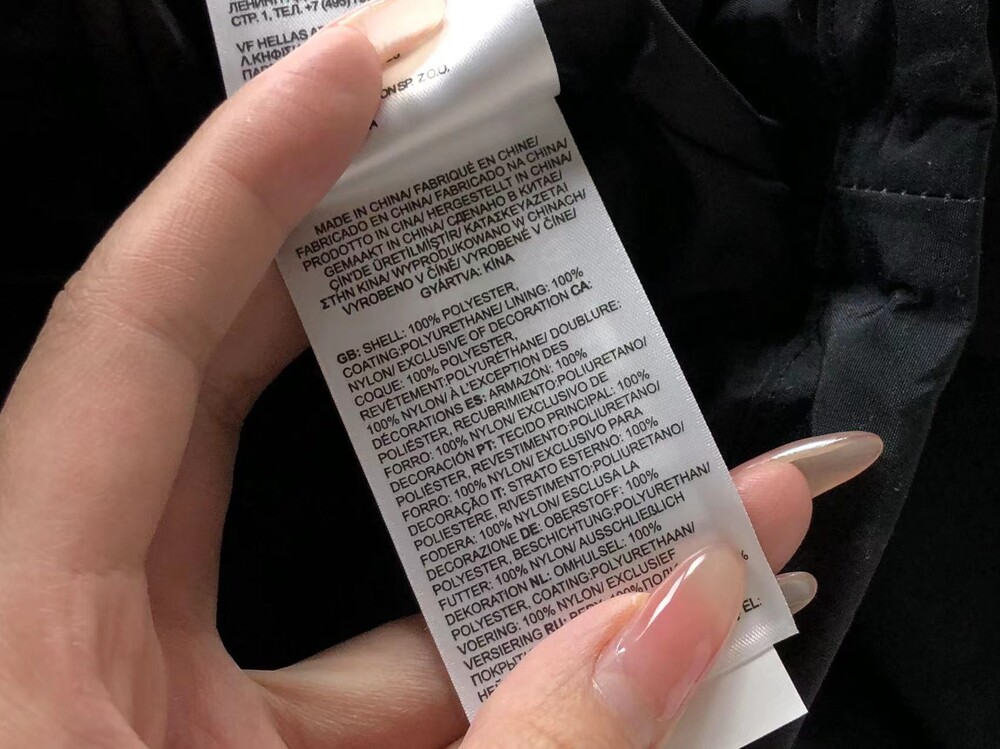 СТР. 1, ТЕЛ. +7 (495)
VF HELLAS
Л.ΚΗΦΙΣ
ON SP. Z O.O.
MADE IN CHINA/ FABRIQUÉ EN CHINE/
FABRICADO EN CHINA/ FABRICADO NA CHINA/
PRODOTTO IN CINA/ HERGESTELLT IN CHINA/
GEMAAKT IN CHINA/ СДЕЛАНО В КИТАЕ/
ÇİN'DE ÜRETİLMİŞTİR/ ΚΑΤΑΣΚΕΥΑΖΕΤΑΙ
ΣΤΗΝ ΚΙΝΑ/ WYPRODUKOWANO W CHINACH/
VYROBENO V ČÍNĚ/ VYROBENÉ V ČÍNE/
GYÁRTVA: KÍNA
GB: SHELL: 100% POLYESTER,
COATING:POLYURETHANE/ LINING: 100%
NYLON/ EXCLUSIVE OF DECORATION CA:
COQUE: 100% POLYESTER,
REVÊTEMENT:POLYURÉTHANE/ DOUBLURE:
100% NYLON/ À L'EXCEPTION DES
DÉCORATIONS ES: ARMAZÓN: 100%
POLIÉSTER, RECUBRIMIENTO:POLIURETANO/
FORRO: 100% NYLON/ EXCLUSIVO DE
DECORACIÓN PT: TECIDO PRINCIPAL: 100%
POLIÉSTER, REVESTIMENTO:POLIURETANO/
FORRO: 100% NYLON/ EXCLUSIVO PARA
DECORAÇÃO IT: STRATO ESTERNO: 100%
POLIESTERE, RIVESTIMENTO:POLIURETANO/
FODERA: 100% NYLON/ ESCLUSA LA
DECORAZIONE DE: OBERSTOFF: 100%
POLYESTER, BESCHICHTUNG:POLYURETHAN/
FUTTER: 100% NYLON/ AUSSCHLIEẞLICH
DEKORATION NL: OMHULSEL: 100%
POLYESTER, COATING:POLYURETHAAN/
VOERING: 100% NYLON/ EXCLUSIEF
VERSIERING RU: 100%
EL: